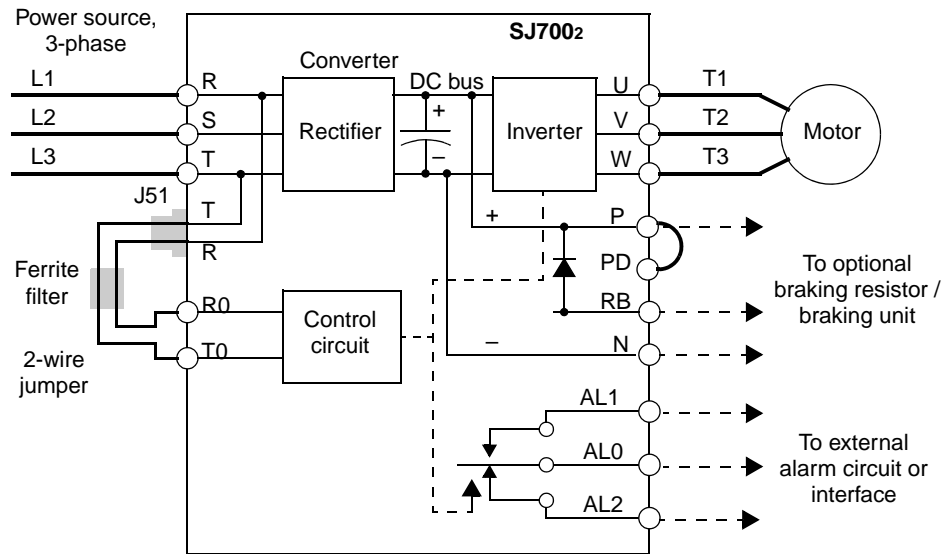 Power source,
3-phase
SJ7002
L1
R
Converter
DC bus
U
T1
+
L2
S
Rectifier
Inverter
V
T2
Motor
L3
T
–
W
T3
J51
T
+
P
R
PD
To optional
braking resistor /
braking unit
Ferrite
filter
R0
Control
circuit
RB
T0
–
N
2-wire
jumper
AL1
AL0
To external
alarm circuit or
interface
AL2